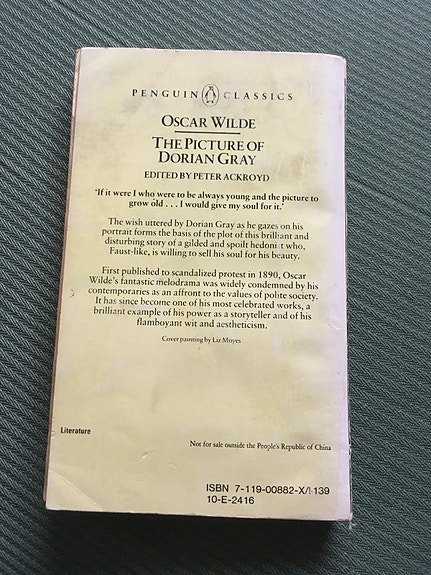 PENGUIN CLASSICS
OSCAR WILDE
THE PICTURE OF
DORIAN GRAY
EDITED BY PETER ACKROYD
'If it were I who were to be always young and the picture to
grow old . . . I would give my soul for it.'
The wish uttered by Dorian Gray as he gazes on his
portrait forms the basis of the plot of this brilliant and
disturbing story of a gilded and spoilt hedoni t who,
Faust-like, is willing to sell his soul for his beauty.
First published to scandalized protest in 1890, Oscar
Wilde's fantastic melodrama was widely condemned by his
contemporaries as an affront to the values of polite society.
It has since become one of his most celebrated works, a
brilliant example of his power as a storyteller and of his
flamboyant wit and aestheticism.
Cover painting by Liz Moyes
Literature
Not for sale outside the People's Republic of China
ISBN 7-119-00882-X/I·139
10-E-2416